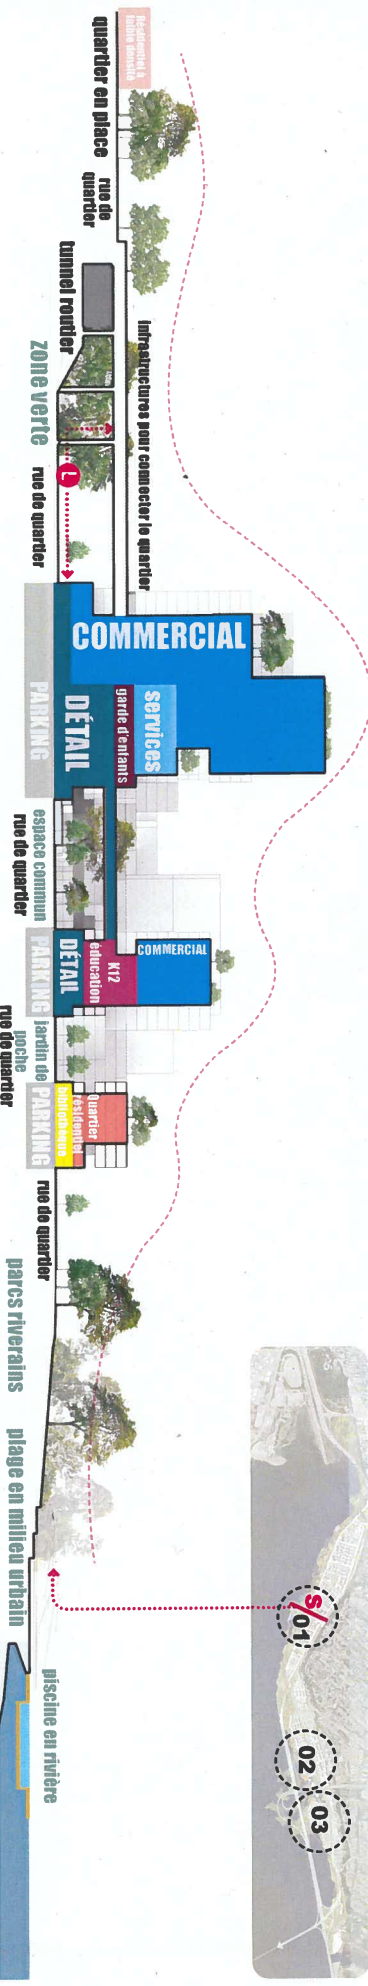 Résidentiel à
faible densité
quartier en place
rue de
quartier
tunnel routier
zone verte
infrastructures pour connecter le quartier
L
rue de quartier
COMMERCIAL
services
garde d'enfants
DÉTAIL
PARKING
espace commun
rue de quartier
COMMERCIAL
K12
éducation
DÉTAIL
PARKING
jardin de
poche
rue de quartier
Quartier
résidentiel
bibliothèque
PARKING
rue de quartier
parcs riverains
plage en milieu urbain
piscine en rivière
S/01
02
03